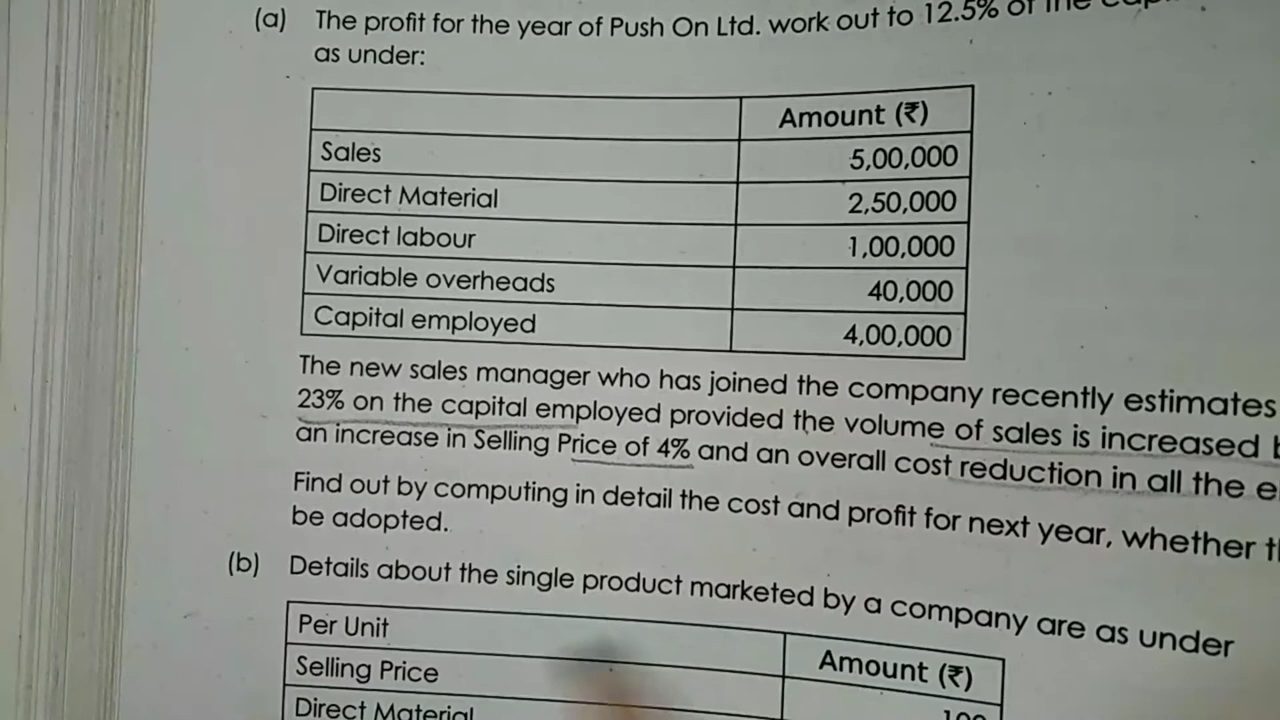 (a) The profit for the year of Push On Ltd. work out to 12.5% of the
as under:
Amount (₹)
Sales 5,00,000
Direct Material 2,50,000
Direct labour 1,00,000
Variable overheads 40,000
Capital employed 4,00,000
The new sales manager who has joined the company recently estimates
23% on the capital employed provided the volume of sales is increased
an increase in Selling Price of 4% and an overall cost reduction in all the
Find out by computing in detail the cost and profit for next year, whether
be adopted.
(b) Details about the single product marketed by a company are as under
Per Unit Amount (₹)
Selling Price
Direct Material